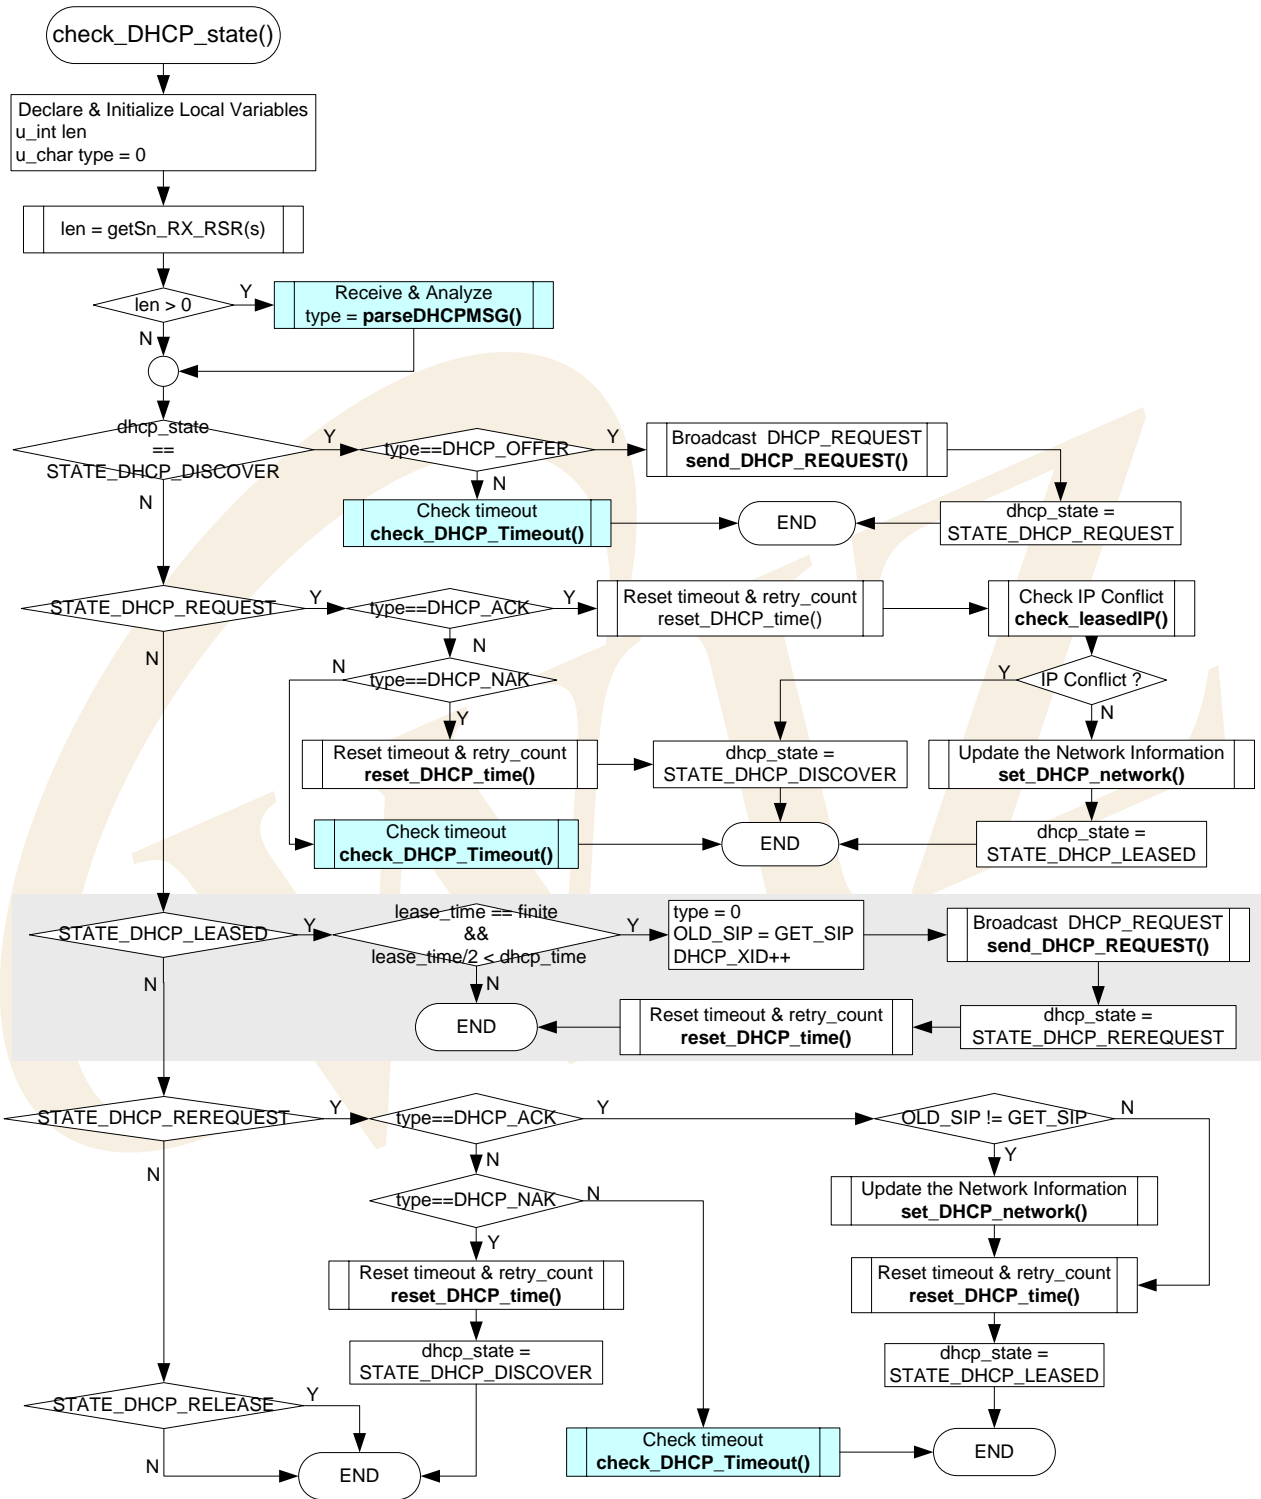 check_DHCP_state()
Declare & Initialize Local Variables
u_int len
u_char type = 0
len = getSn_RX_RSR(s)
len > 0
Y
Receive & Analyze
type = parseDHCPMSG()
N
dhcp_state
==
STATE_DHCP_DISCOVER
Y
type==DHCP_OFFER
Y
Broadcast DHCP_REQUEST
send_DHCP_REQUEST()
N
N
Check timeout
check_DHCP_Timeout()
END
dhcp_state =
STATE_DHCP_REQUEST
STATE_DHCP_REQUEST
Y
type==DHCP_ACK
Y
Reset timeout & retry_count
reset_DHCP_time()
Check IP Conflict
check_leasedIP()
N
N
N
type==DHCP_NAK
Y
IP Conflict ?
Y
N
Reset timeout & retry_count
reset_DHCP_time()
dhcp_state =
STATE_DHCP_DISCOVER
Update the Network Information
set_DHCP_network()
Check timeout
check_DHCP_Timeout()
END
dhcp_state =
STATE_DHCP_LEASED
STATE_DHCP_LEASED
Y
lease_time == finite
&&
lease_time/2 < dhcp_time
Y
type = 0
OLD_SIP = GET_SIP
DHCP_XID++
Broadcast DHCP_REQUEST
send_DHCP_REQUEST()
N
N
END
Reset timeout & retry_count
reset_DHCP_time()
dhcp_state =
STATE_DHCP_REREQUEST
STATE_DHCP_REREQUEST
Y
type==DHCP_ACK
Y
OLD_SIP != GET_SIP
N
N
N
Y
type==DHCP_NAK
N
Update the Network Information
set_DHCP_network()
Y
Reset timeout & retry_count
reset_DHCP_time()
Reset timeout & retry_count
reset_DHCP_time()
dhcp_state =
STATE_DHCP_DISCOVER
dhcp_state =
STATE_DHCP_LEASED
STATE_DHCP_RELEASE
Y
N
END
Check timeout
check_DHCP_Timeout()
END